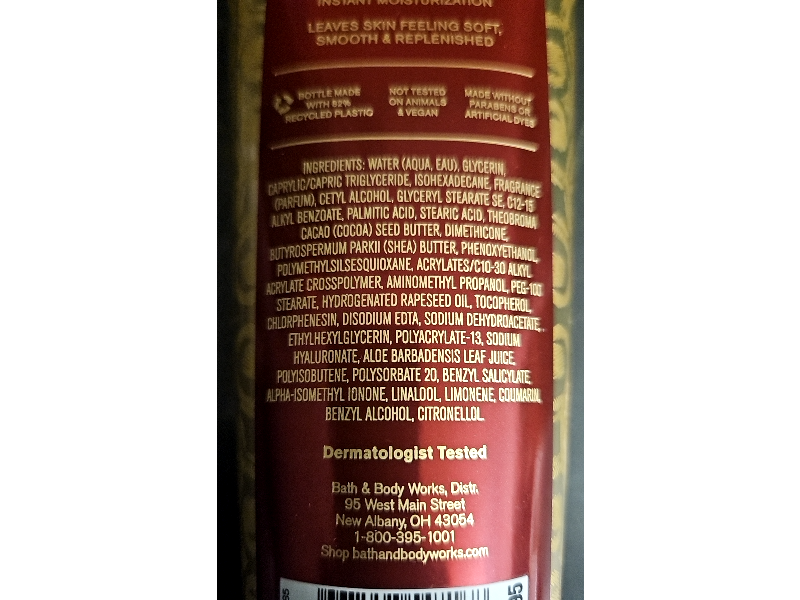 INSTANT MOISTURIZATION
LEAVES SKIN FEELING SOFT,
SMOOTH & REPLENISHED
BOTTLE MADE
WITH 82%
RECYCLED PLASTIC
NOT TESTED
ON ANIMALS
& VEGAN
MADE WITHOUT
PARABENS OR
ARTIFICIAL DYES
INGREDIENTS: WATER (AQUA, EAU), GLYCERIN,
CAPRYLIC/CAPRIC TRIGLYCERIDE, ISOHEXADECANE, FRAGRANCE
(PARFUM), CETYL ALCOHOL, GLYCERYL STEARATE SE, C12-15
ALKYL BENZOATE, PALMITIC ACID, STEARIC ACID, THEOBROMA
CACAO (COCOA) SEED BUTTER, DIMETHICONE,
BUTYROSPERMUM PARKII (SHEA) BUTTER, PHENOXYETHANOL,
POLYMETHYLSILSESQUIOXANE, ACRYLATES/C10-30 ALKYL
ACRYLATE CROSSPOLYMER, AMINOMETHYL PROPANOL, PEG-100
STEARATE, HYDROGENATED RAPESEED OIL, TOCOPHEROL,
CHLORPHENESIN, DISODIUM EDTA, SODIUM DEHYDROACETATE,
ETHYLHEXYLGLYCERIN, POLYACRYLATE-13, SODIUM
HYALURONATE, ALOE BARBADENSIS LEAF JUICE,
POLYISOBUTENE, POLYSORBATE 20, BENZYL SALICYLATE,
ALPHA-ISOMETHYL IONONE, LINALOOL, LIMONENE, COUMARIN,
BENZYL ALCOHOL, CITRONELLOL.
Dermatologist Tested
Bath & Body Works, Distr.
95 West Main Street
New Albany, OH 43054
1-800-395-1001
Shop bathandbodyworks.com